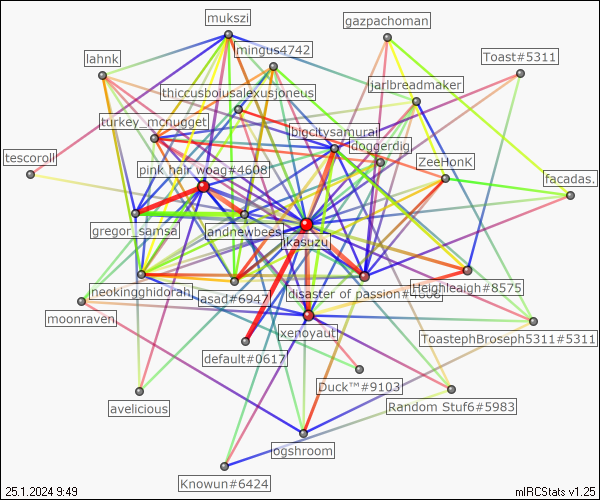 mukszi
gazpachoman
mingus4742
lahnk
Toast#5311
jarlbreadmaker
thiccusboiusalexusjoneus
turkey_mcnugget
bigcitysamurai
doggerdig
tescoroll
ZeeHonK
pink hair woag#4608
facadas.
gregor_samsa
andnewbees
ikasuzu
neokingghidorah
asad#6947
disaster of passion#4808
Heighleaigh#8575
moonraven
xenoyaut
ToastephBroseph5311#5311
default#0617
Duck™#9103
avelicious
Random Stuf6#5983
ogshroom
Knowun#6424
25.1.2024 9:49
mIRCStats v1.25